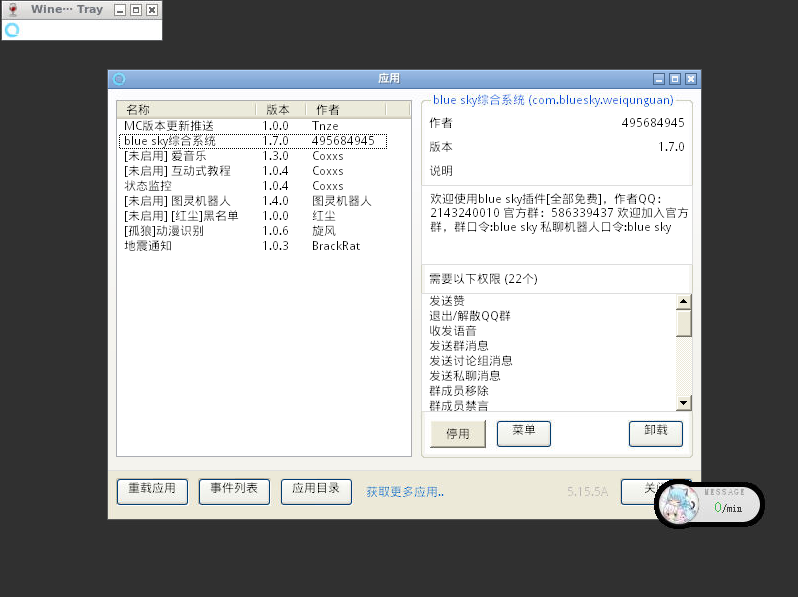 Wine··· Tray
应用
名称 版本 作者
MC版本更新推送 1.0.0 Tnze
blue sky综合系统 1.7.0 495684945
[未启用] 爱音乐 1.3.0 Coxxs
[未启用] 互动式教程 1.0.4 Coxxs
状态监控 1.0.4 Coxxs
[未启用] 图灵机器人 1.4.0 图灵机器人
[未启用] [红尘]黑名单 1.0.0 红尘
[孤狼]动漫识别 1.0.6 旋风
地震通知 1.0.3 BrackRat
blue sky综合系统 (com.bluesky.weiqunguan)
作者 495684945
版本 1.7.0
说明
欢迎使用blue sky插件[全部免费]，作者QQ：
2143240010 官方群：586339437 欢迎加入官方
群，群口令:blue sky 私聊机器人口令:blue sky
需要以下权限 (22个)
发送赞
退出/解散QQ群
收发语音
发送群消息
发送讨论组消息
发送私聊消息
群成员移除
群成员禁言
停用 菜单 卸载
重载应用 事件列表 应用目录 获取更多应用.. 5.15.5A 关
MESSAGE
0/min